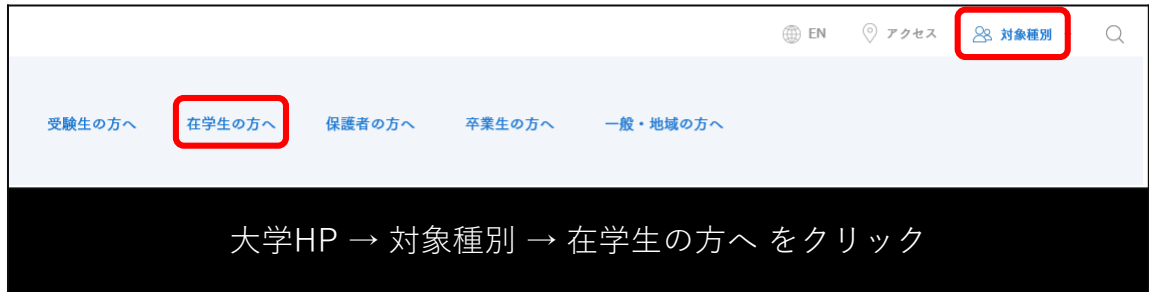 EN アクセス 対象種別
受験生の方へ 在学生の方へ 保護者の方へ 卒業生の方へ 一般・地域の方へ
大学HP → 対象種別 → 在学生の方へ をクリック